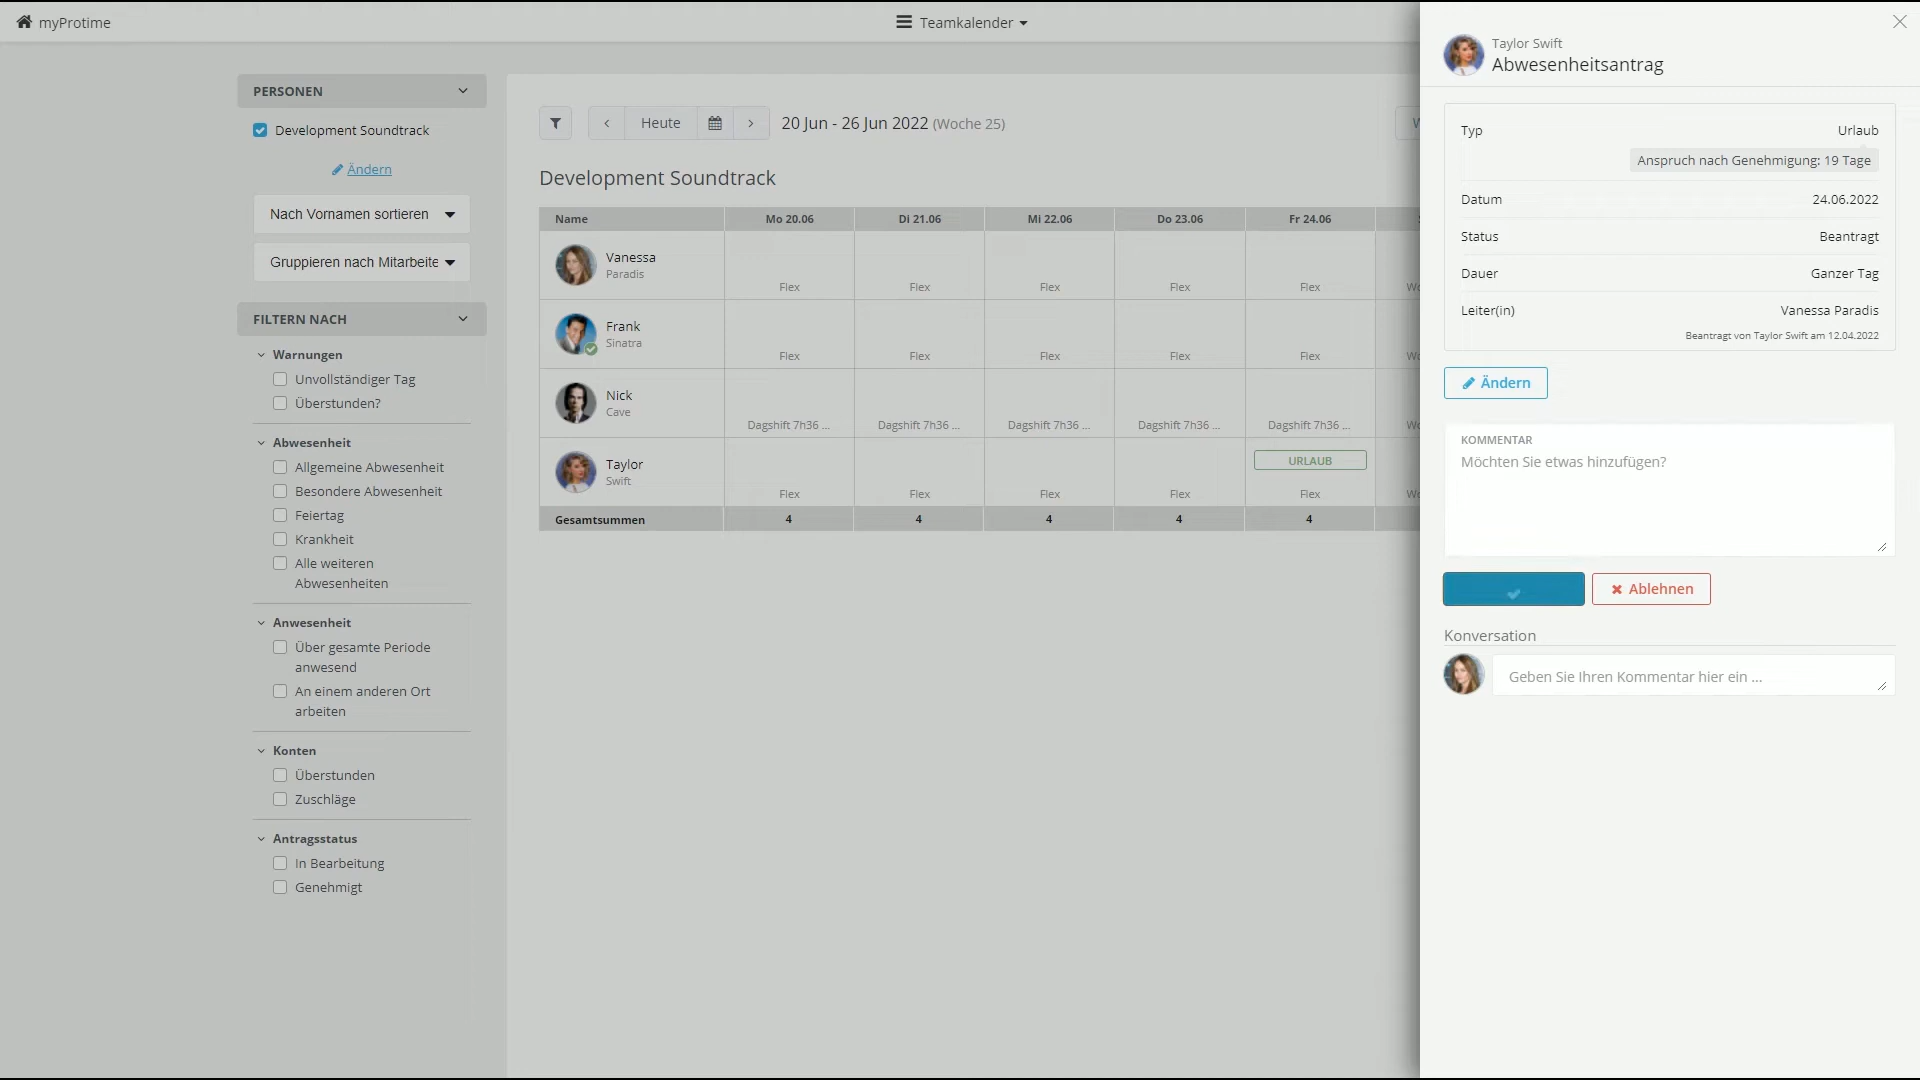 myProtime
Teamkalender
PERSONEN
Development Soundtrack
Ändern
Nach Vornamen sortieren
Gruppieren nach Mitarbeite
FILTERN NACH
Warnungen
Unvollständiger Tag
Überstunden?
Abwesenheit
Allgemeine Abwesenheit
Besondere Abwesenheit
Feiertag
Krankheit
Alle weiteren
Abwesenheiten
Anwesenheit
Über gesamte Periode
anwesend
An einem anderen Ort
arbeiten
Konten
Überstunden
Zuschläge
Antragsstatus
In Bearbeitung
Genehmigt
Heute
20 Jun - 26 Jun 2022 (Woche 25)
Development Soundtrack
Name Mo 20.06 Di 21.06 Mi 22.06 Do 23.06 Fr 24.06
Vanessa
Paradis
Flex Flex Flex Flex Flex
Frank
Sinatra
Flex Flex Flex Flex Flex
Nick
Cave
Dagshift 7h36 ... Dagshift 7h36 ... Dagshift 7h36 ... Dagshift 7h36 ... Dagshift 7h36 ...
Taylor
URLAUB
Swift
Flex Flex Flex Flex Flex
Gesamtsummen 4 4 4 4 4
Taylor Swift
Abwesenheitsantrag
Typ Urlaub
Anspruch nach Genehmigung: 19 Tage
Datum 24.06.2022
Status Beantragt
Dauer Ganzer Tag
Leiter(in) Vanessa Paradis
Beantragt von Taylor Swift am 12.04.2022
Ändern
KOMMENTAR
Möchten Sie etwas hinzufügen?
Ablehnen
Konversation
Geben Sie Ihren Kommentar hier ein ...